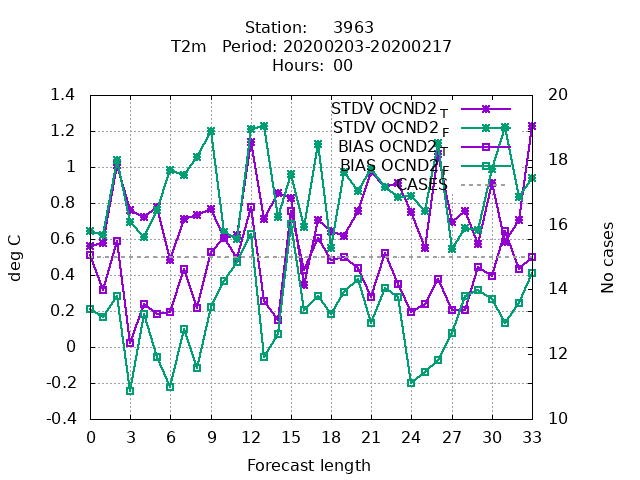 Station: 3963
T2m Period: 20200203-20200217
Hours: 00
1.4
1.2
1
0.8
0.6
0.4
0.2
0
-0.2
-0.4
deg C
20
18
16
14
12
10
No cases
STDV OCND2 T
STDV OCND2 F
BIAS OCND2 T
BIAS OCND2 F
CASES
0 3 6 9 12 15 18 21 24 27 30 33
Forecast length